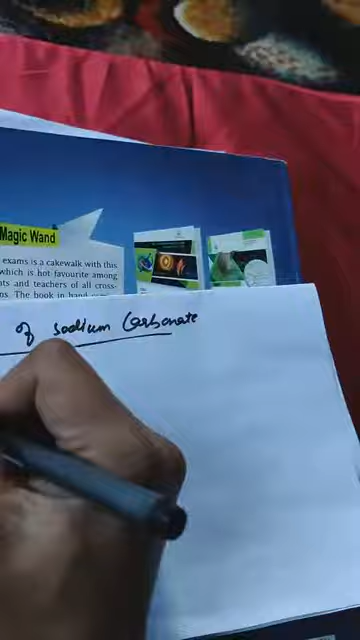 Magic Wand
exams is a cakewalk with this
which is hot favourite among
ts and teachers of all cross-
ns. The book in hand
of sodium Carbonate